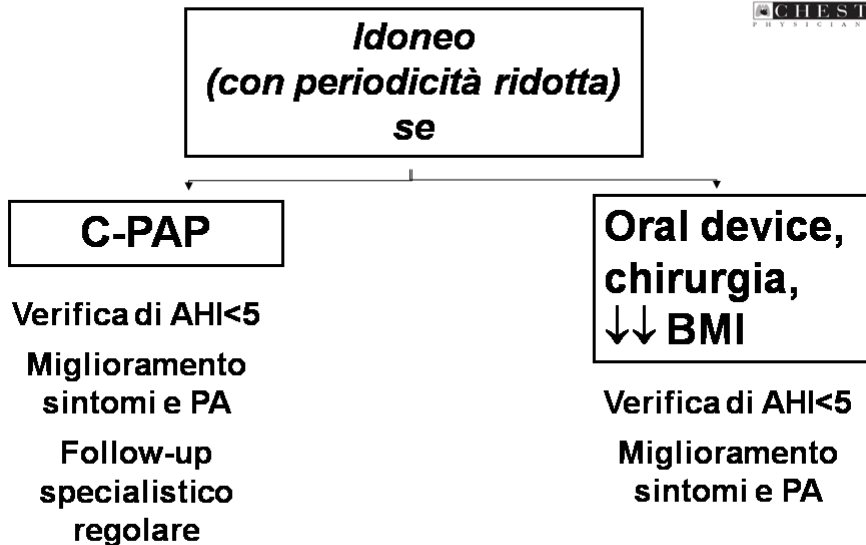 CHEST
PHYSICIAN
Idoneo
(con periodicità ridotta)
se
C-PAP
Verifica di AHI<5
Miglioramento
sintomi e PA
Follow-up
specialistico
regolare
Oral device,
chirurgia,
↓↓ BMI
Verifica di AHI<5
Miglioramento
sintomi e PA